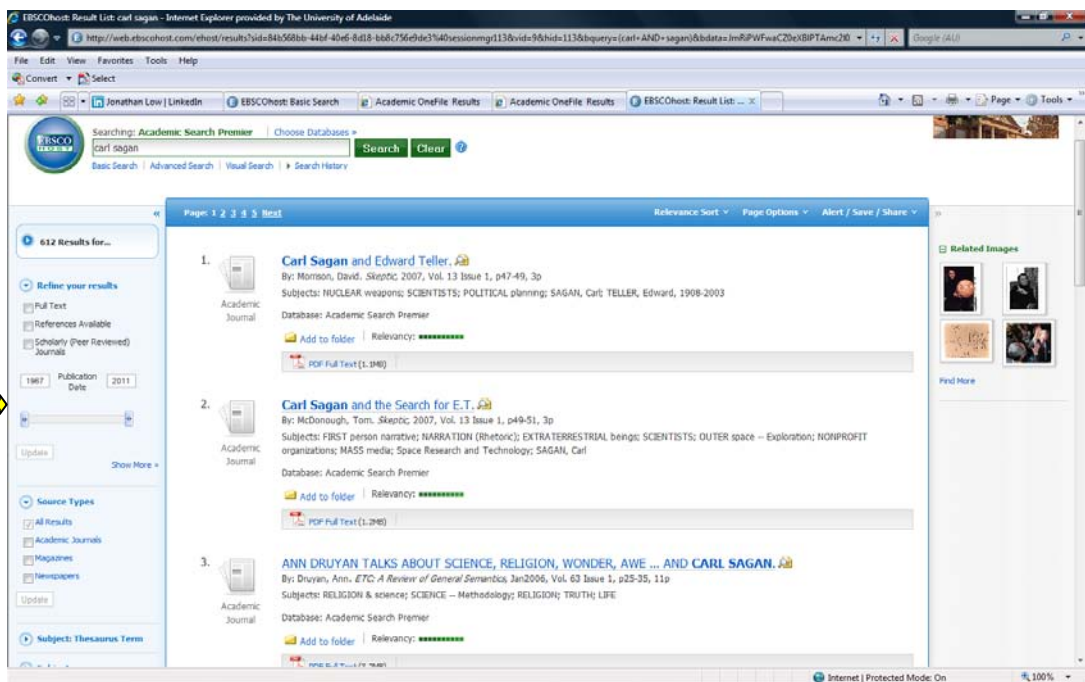 EBSCOhost: Result List: carl sagan - Internet Explorer provided by The University of Adelaide
File Edit View Favorites Tools Help
Convert Select
Jonathan Low | LinkedIn EBSCOhost: Basic Search Academic OneFile Results Academic OneFile Results EBSCOhost: Result List: ... Page Tools
Searching: Academic Search Premier Choose Databases »
EBSCO HOST
carl sagan Search Clear
Basic Search Advanced Search Visual Search Search History
Page: 1 2 3 4 5 Next Relevance Sort Page Options Alert / Save / Share
612 Results for...
Refine your results
Full Text
References Available
Scholarly (Peer Reviewed) Journals
1967 Publication Date 2011
Update
Show More »
Source Types
All Results
Academic Journals
Magazines
Newspapers
Update
Subject: Thesaurus Term
1. Carl Sagan and Edward Teller.
By: Morrison, David. Skeptic, 2007, Vol. 13 Issue 1, p47-49, 3p
Subjects: NUCLEAR weapons; SCIENTISTS; POLITICAL planning; SAGAN, Carl; TELLER, Edward, 1908-2003
Academic Journal
Database: Academic Search Premier
Add to folder Relevancy:
PDF Full Text (1.1MB)
2. Carl Sagan and the Search for E.T.
By: McDonough, Tom. Skeptic, 2007, Vol. 13 Issue 1, p49-51, 3p
Subjects: FIRST person narrative; NARRATION (Rhetoric); EXTRATERRESTRIAL beings; SCIENTISTS; OUTER space -- Exploration; NONPROFIT
organizations; MASS media; Space Research and Technology; SAGAN, Carl
Academic Journal
Database: Academic Search Premier
Add to folder Relevancy:
PDF Full Text (1.2MB)
3. ANN DRUYAN TALKS ABOUT SCIENCE, RELIGION, WONDER, AWE ... AND CARL SAGAN.
By: Druyan, Ann. ETC: A Review of General Semantics, Jan2006, Vol. 63 Issue 1, p25-35, 11p
Subjects: RELIGION & science; SCIENCE -- Methodology; RELIGION; TRUTH; LIFE
Academic Journal
Database: Academic Search Premier
Add to folder Relevancy:
Related Images
Find More
Internet | Protected Mode: On 100%